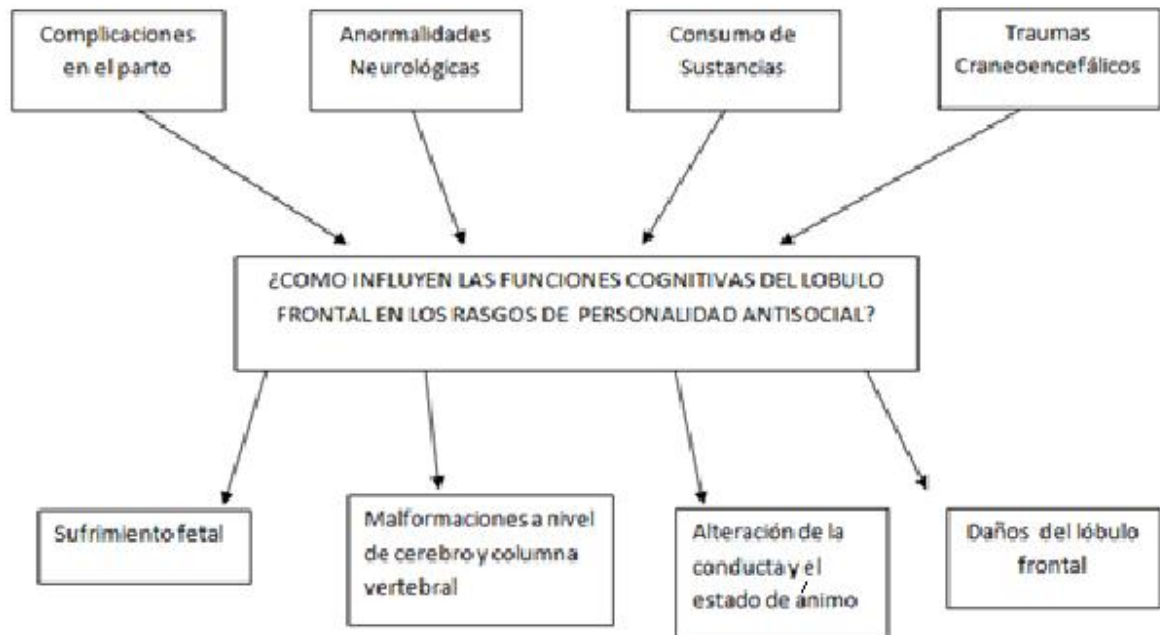 Complicaciones
en el parto
Anormalidades
Neurológicas
Consumo de
Sustancias
Traumas
Craneoencefálicos
¿COMO INFLUYEN LAS FUNCIONES COGNITIVAS DEL LOBULO
FRONTAL EN LOS RASGOS DE PERSONALIDAD ANTISOCIAL?
Sufrimiento fetal
Malformaciones a nivel
de cerebro y columna
vertebral
Alteración de la
conducta y el
estado de ánimo
Daños del lóbulo
frontal